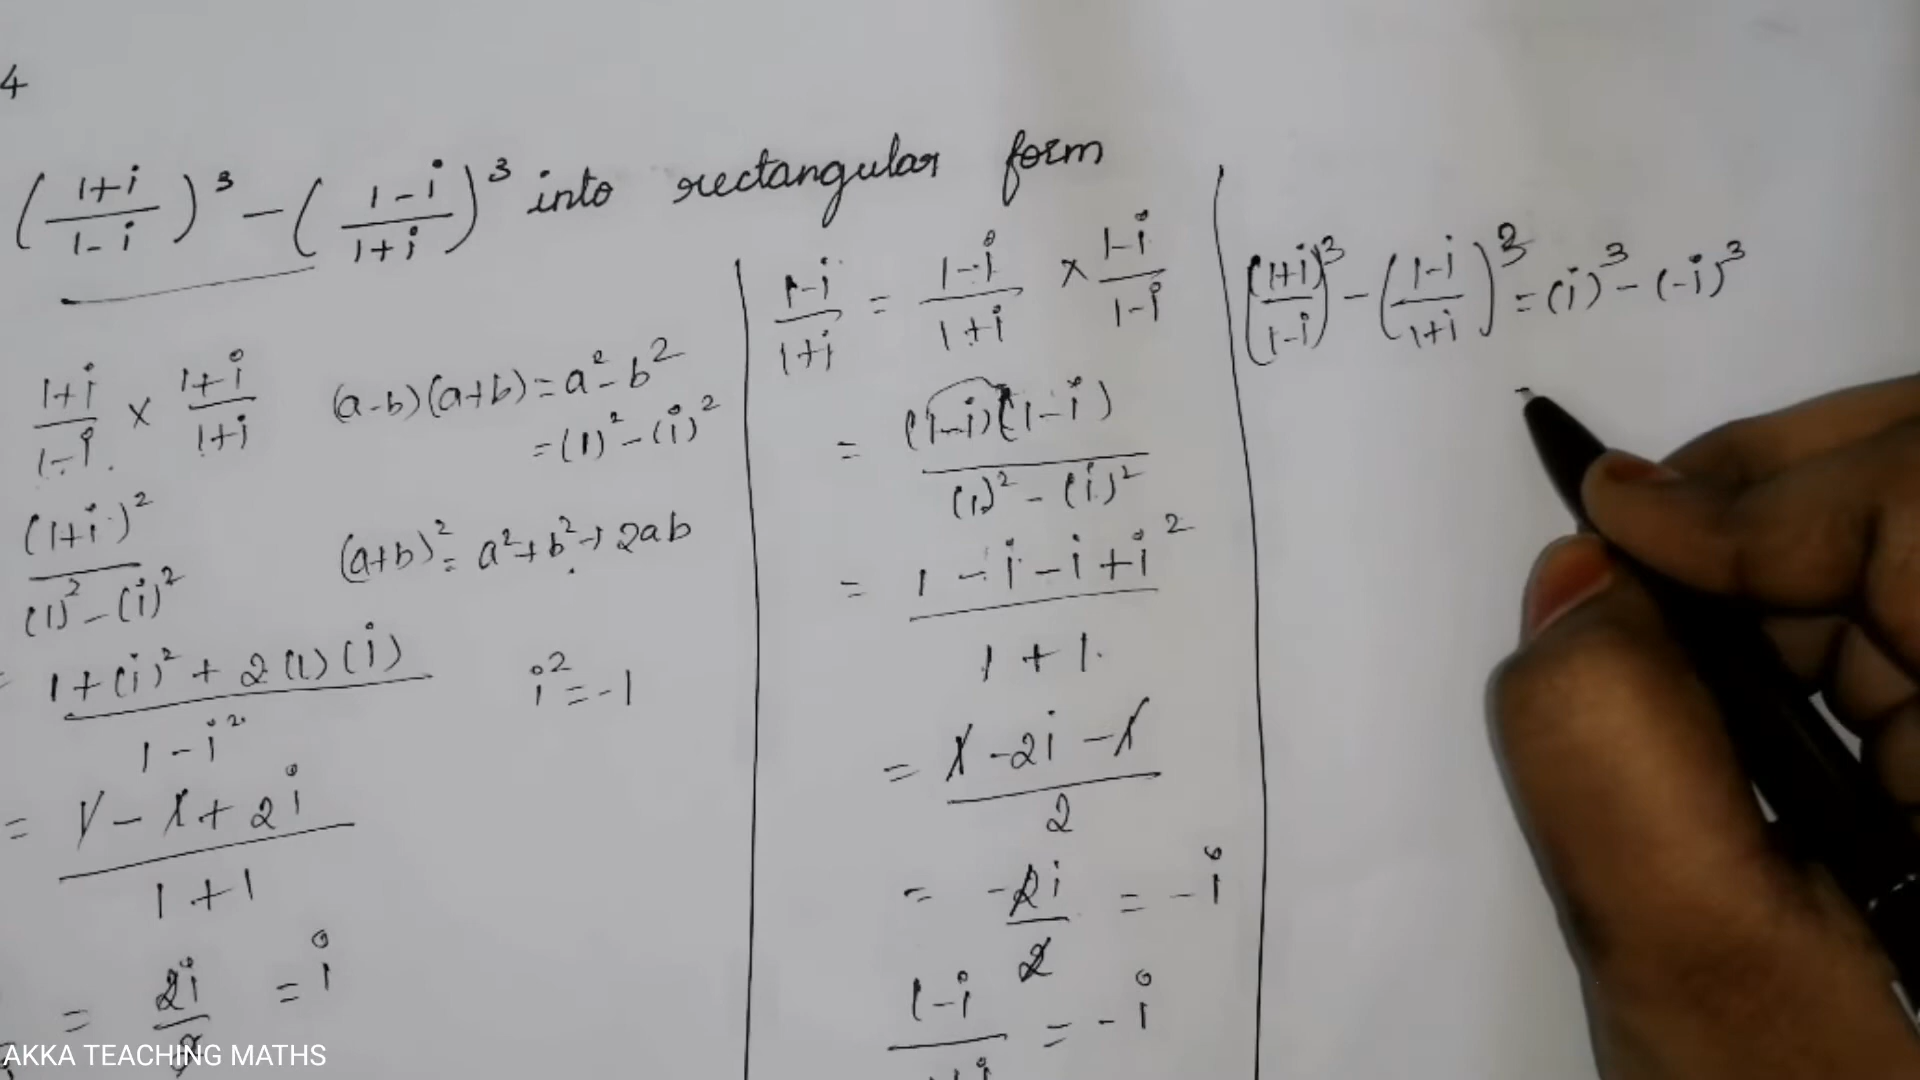 4
(1+i/1-i)³ - (1-i/1+i)³ into rectangular form
1+i/1-i × 1+i/1+i
(a-b)(a+b) = a² - b²
= (1)² - (i)²
(1+i)²/(1)² - (i)²
(a+b)² = a² + b² + 2ab
= 1+(i)² + 2(1)(i)/1 - i²
i² = -1
= 1 - 1 + 2i/1+1
= 2i/2 = i
1-i/1+i = 1-i/1+i × 1-i/1-i
= (1-i)(1-i)/(1)² - (i)²
= 1 - i - i + i²/1+1.
= 1 - 2i - 1/2
= -2i/2 = -i
1-i/1+i = -i
(1+i/1-i)³ - (1-i/1+i)³ = (i)³ - (-i)³
AKKA TEACHING MATHS